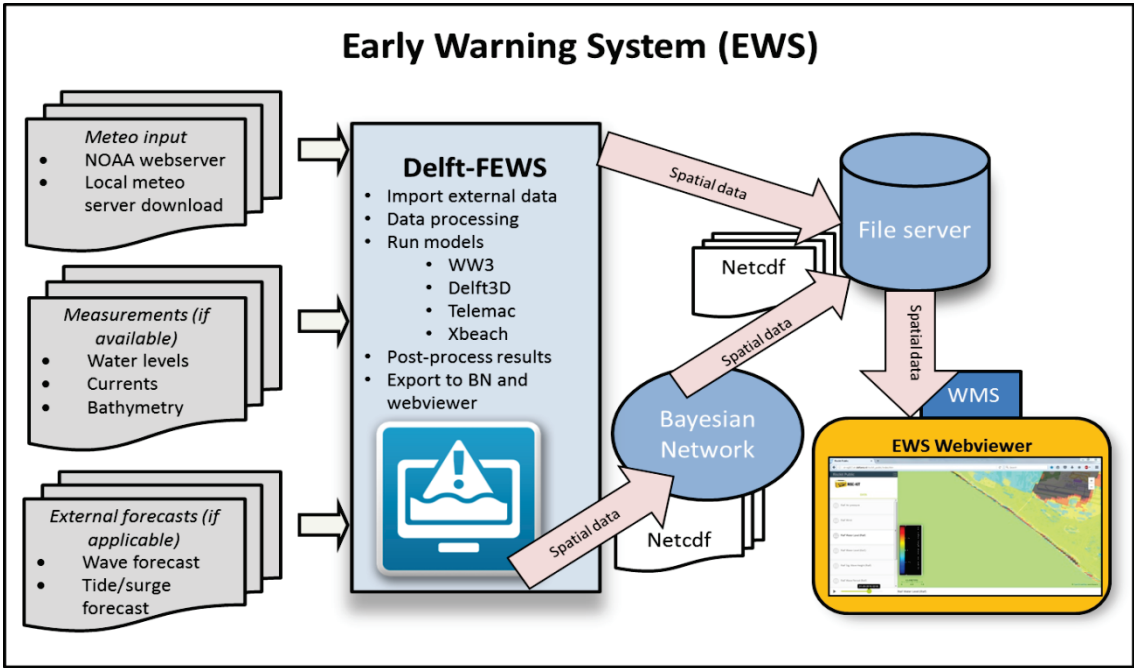 Early Warning System (EWS)
Meteo input
• NOAA webserver
• Local meteo
server download
Measurements (if
available)
• Water levels
• Currents
• Bathymetry
External forecasts (if
applicable)
• Wave forecast
• Tide/surge
forecast
Delft-FEWS
• Import external data
• Data processing
• Run models
• WW3
• Delft3D
• Telemac
• Xbeach
• Post-process results
• Export to BN and
webviewer
Spatial data
Netcdf
File server
Spatial data
Bayesian
Network
Spatial data
Netcdf
Spatial data
WMS
EWS Webviewer